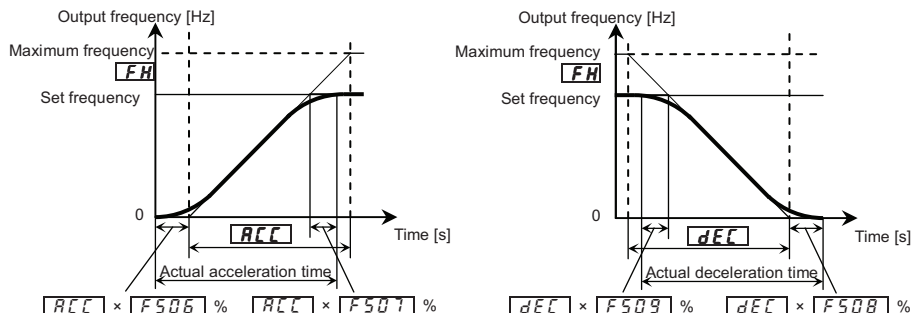 Output frequency [Hz]
Maximum frequency
FH
Set frequency
0
Time [s]
ACC
Actual acceleration time
ACC × F506 % ACC × F507 %
Output frequency [Hz]
Maximum frequency
FH
Set frequency
0
Time [s]
dEC
Actual deceleration time
dEC × F509 % dEC × F508 %